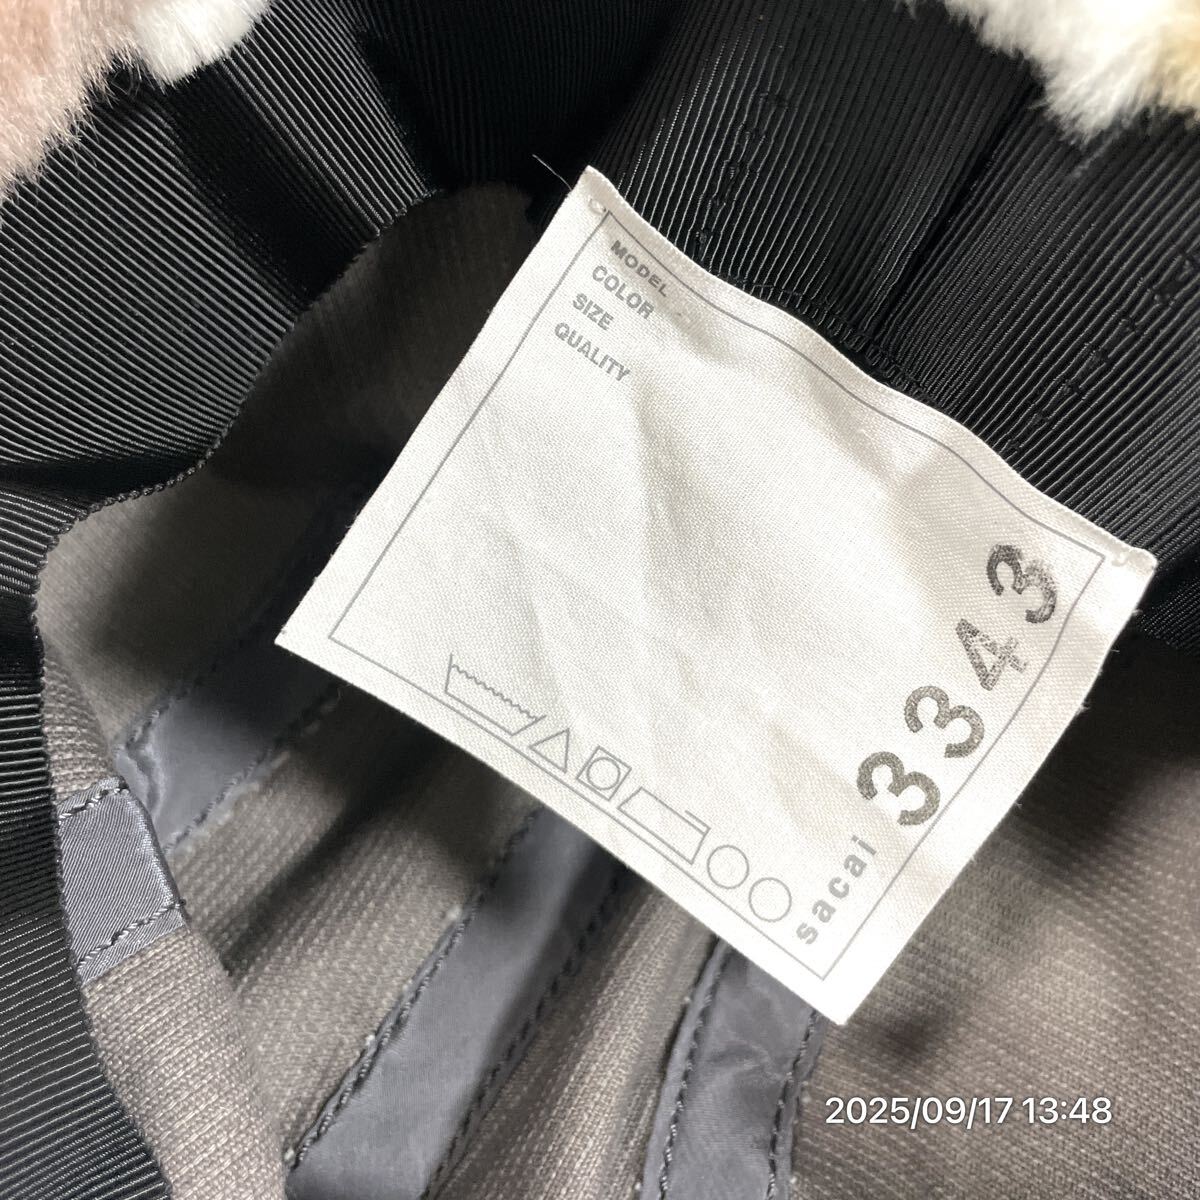 MODEL
COLOR
SIZE
QUALITY
sacai 3343
2025/09/17 13:48